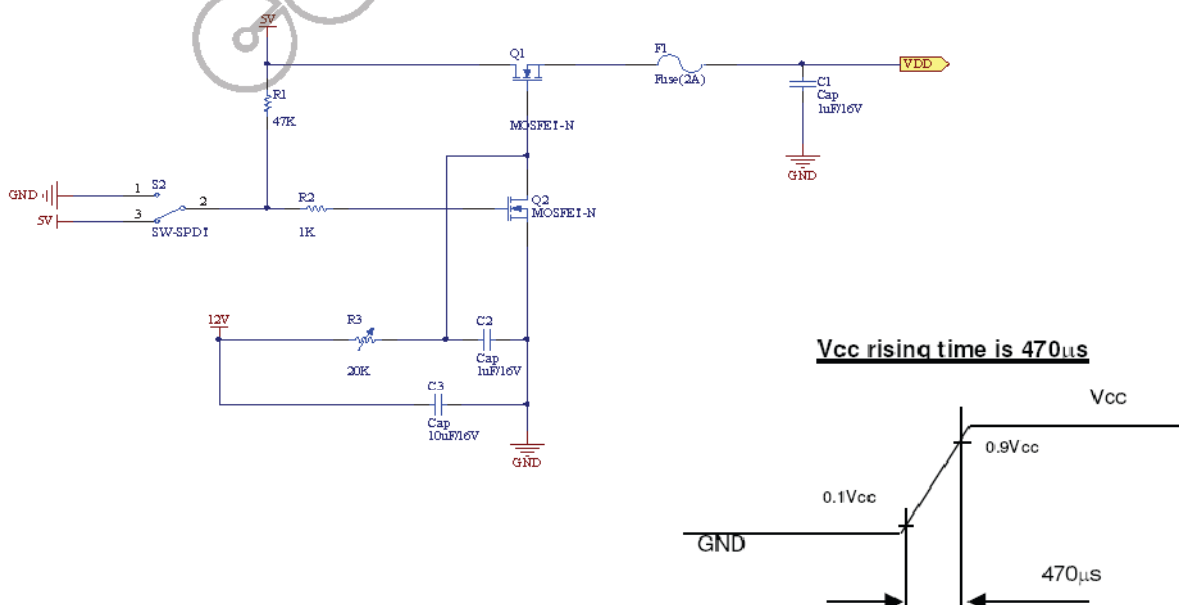 5V
Q1
F1
Fuse(2A)
VDD
C1
Cap
1uF/16V
GND
R1
47K
MOSFET-N
GND
1
S2
2
5V
3
SW-SPDT
R2
1K
Q2
MOSFET-N
12V
R3
20K
C2
Cap
1uF/16V
C3
Cap
10uF/16V
GND
Vcc rising time is 470μs
Vcc
0.9Vcc
0.1Vcc
GND
470μs